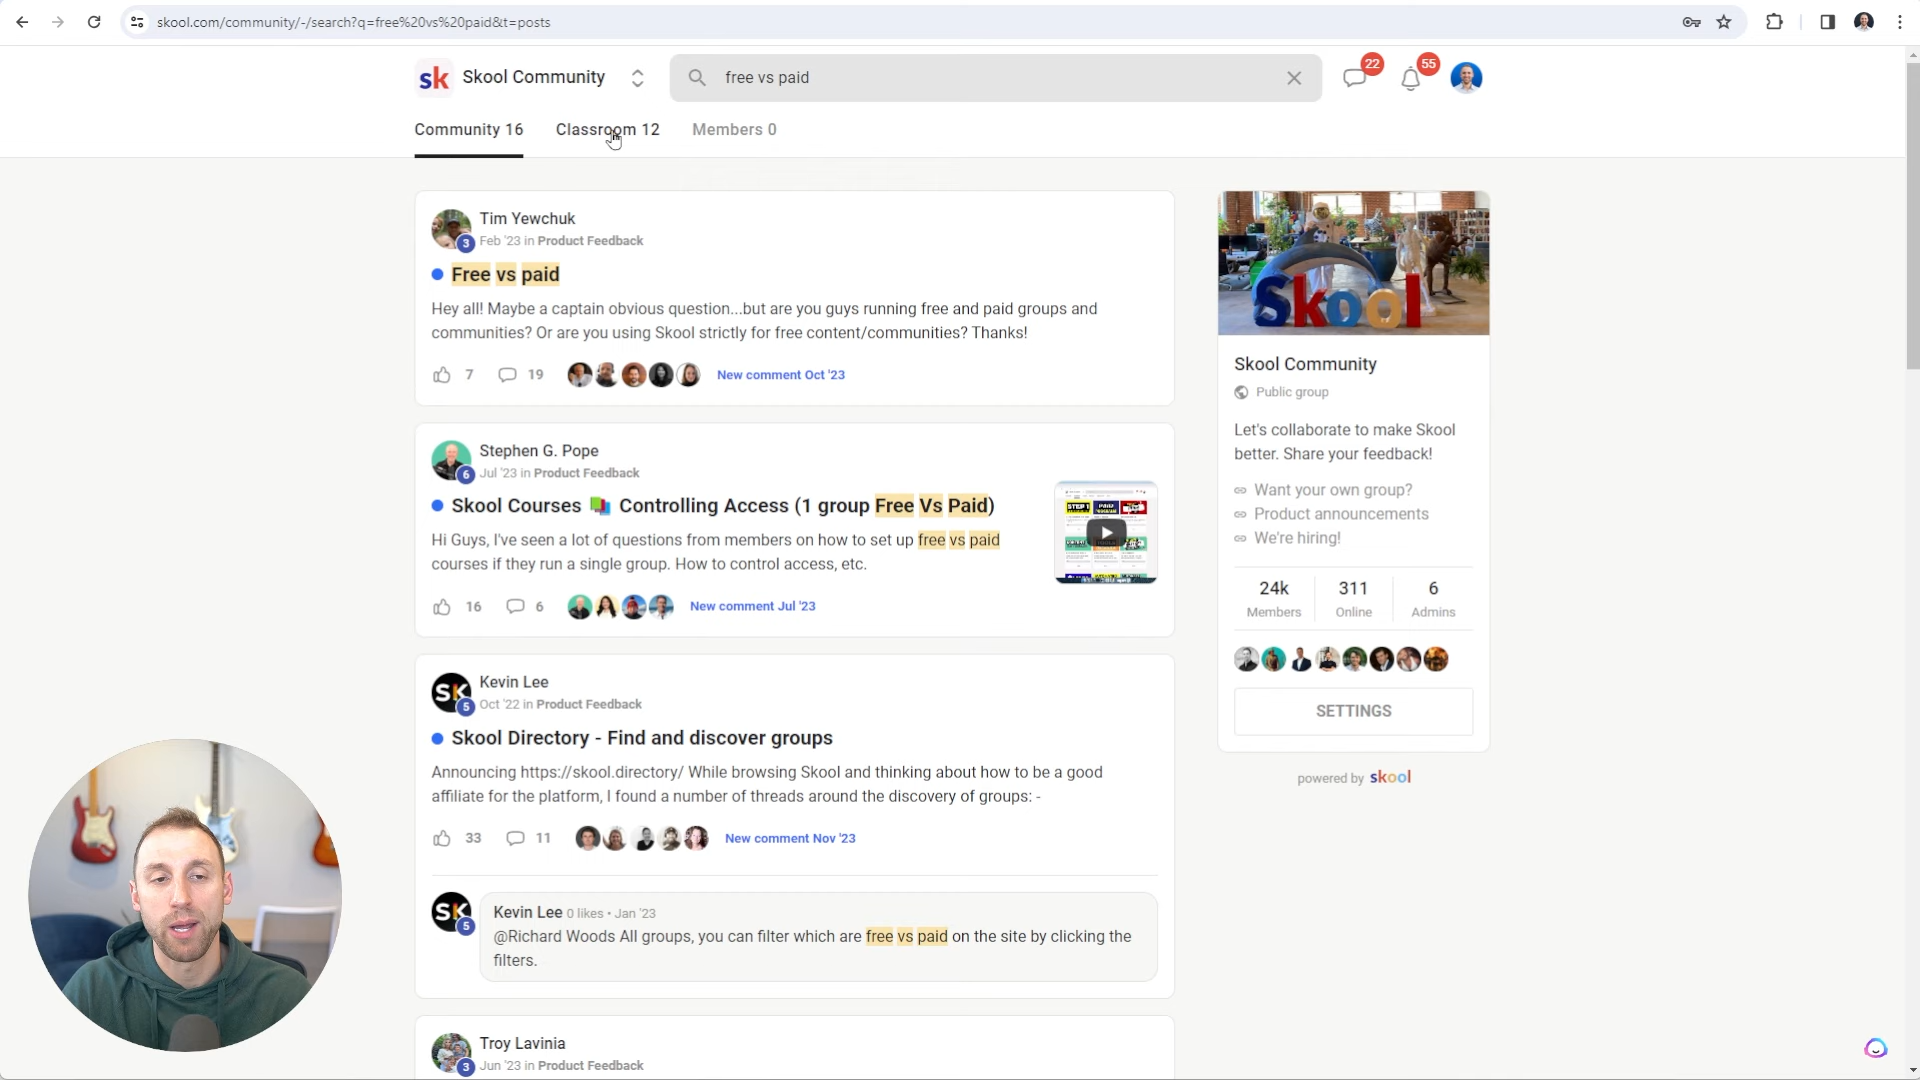 skool.com/community/-/search?q=free%20vs%20paid&t=posts
sk Skool Community
free vs paid
22
55
Community 16
Classroom 12
Members 0
Tim Yewchuk
3
Feb '23 in Product Feedback
Free vs paid
Hey all! Maybe a captain obvious question...but are you guys running free and paid groups and
communities? Or are you using Skool strictly for free content/communities? Thanks!
7 19 New comment Oct '23
Stephen G. Pope
6
Jul '23 in Product Feedback
Skool Courses 📚 Controlling Access (1 group Free Vs Paid)
Hi Guys, I've seen a lot of questions from members on how to set up free vs paid
courses if they run a single group. How to control access, etc.
16 6 New comment Jul '23
SK
Kevin Lee
5
Oct '22 in Product Feedback
Skool Directory - Find and discover groups
Announcing https://skool.directory/ While browsing Skool and thinking about how to be a good
affiliate for the platform, I found a number of threads around the discovery of groups: -
33 11 New comment Nov '23
SK
5
Kevin Lee 0 likes • Jan '23
@Richard Woods All groups, you can filter which are free vs paid on the site by clicking the
filters.
Troy Lavinia
3
Jun '23 in Product Feedback
Skool
Skool Community
Public group
Let's collaborate to make Skool
better. Share your feedback!
Want your own group?
Product announcements
We're hiring!
24k 311 6
Members Online Admins
SETTINGS
powered by skool